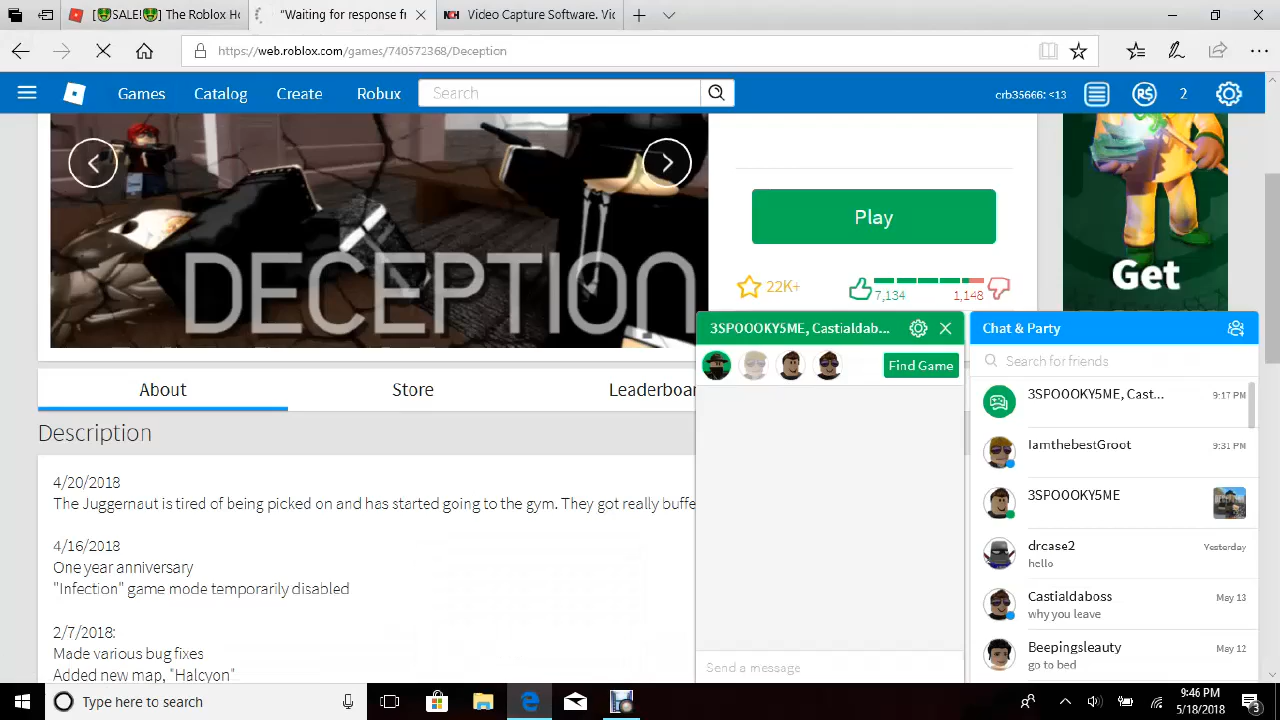 [SALE!] The Roblox H
"Waiting for response fr
NCH Video Capture Software. Vic
https://web.roblox.com/games/740572368/Deception
Games
Catalog
Create
Robux
Search
crb35666: <13
R$
2
DECEPTION
Play
22K+
7,134
1,148
Get
3SPOOOKY5ME, Castialdab...
Find Game
Send a message
Chat & Party
Search for friends
3SPOOOKY5ME, Cast...
9:17 PM
IamthebestGroot
9:31 PM
3SPOOOKY5ME
drcase2
Yesterday
hello
Castialdaboss
May 13
why you leave
Beepingsleauty
May 12
go to bed
About
Store
Leaderboar
Description
4/20/2018
The Juggernaut is tired of being picked on and has started going to the gym. They got really buffe
4/16/2018
One year anniversary
"Infection" game mode temporarily disabled
2/7/2018:
Made various bug fixes
Added new map, "Halcyon"
Type here to search
9:46 PM
5/18/2018
3